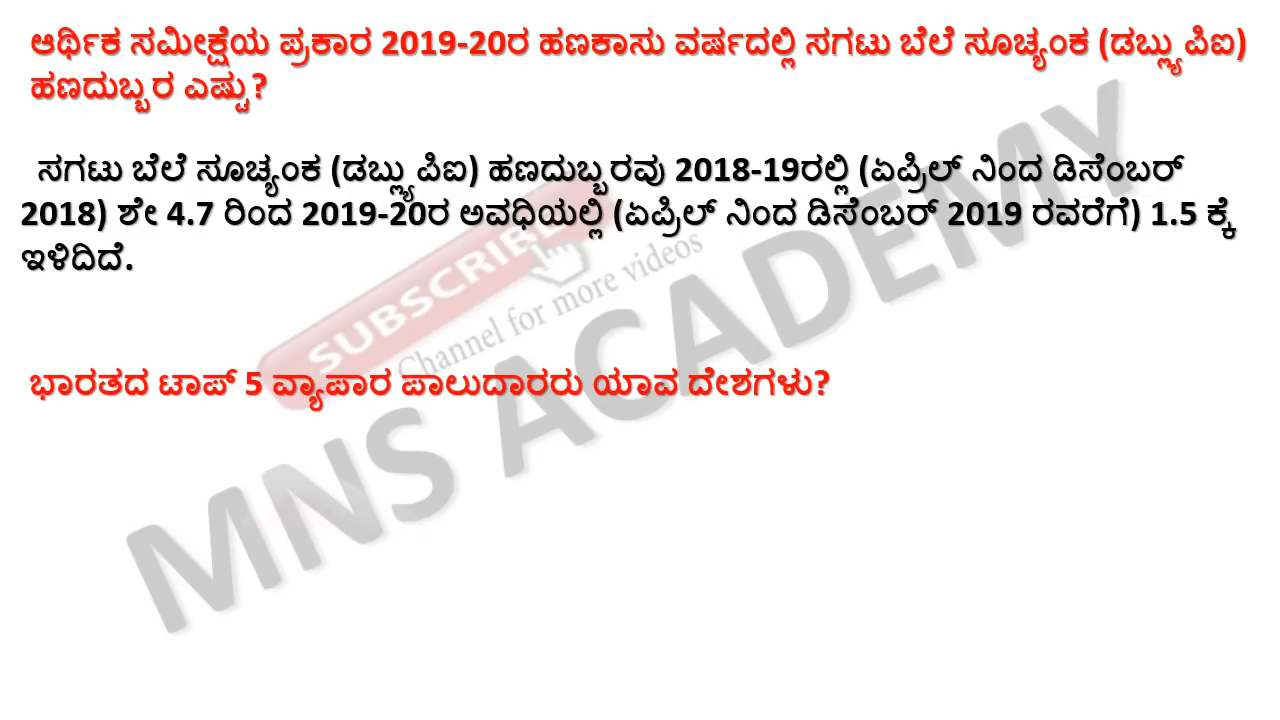 ಆರ್ಥಿಕ ಸಮೀಕ್ಷೆಯ ಪ್ರಕಾರ 2019-20ರ ಹಣಕಾಸು ವರ್ಷದಲ್ಲಿ ಸಗಟು ಬೆಲೆ ಸೂಚ್ಯಂಕ (ಡಬ್ಲ್ಯುಪಿಐ)
ಹಣದುಬ್ಬರ ಎಷ್ಟು?
ಸಗಟು ಬೆಲೆ ಸೂಚ್ಯಂಕ (ಡಬ್ಲ್ಯುಪಿಐ) ಹಣದುಬ್ಬರವು 2018-19ರಲ್ಲಿ (ಏಪ್ರಿಲ್ ನಿಂದ ಡಿಸೆಂಬರ್
2018) ಶೇ 4.7 ರಿಂದ 2019-20ರ ಅವಧಿಯಲ್ಲಿ (ಏಪ್ರಿಲ್ ನಿಂದ ಡಿಸೆಂಬರ್ 2019 ರವರೆಗೆ) 1.5 ಕ್ಕೆ
ಇಳಿದಿದೆ.
SUBSCRIBE
Channel for more videos
ಭಾರತದ ಟಾಪ್ 5 ವ್ಯಾಪಾರ ಪಾಲುದಾರರು ಯಾವ ದೇಶಗಳು?
MNS ACADEMY